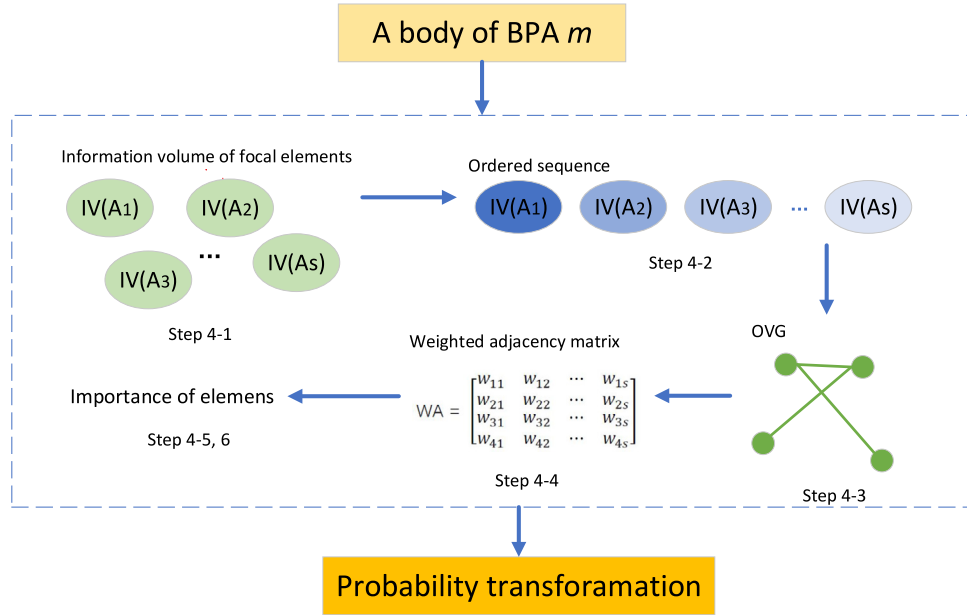 A body of BPA m
Information volume of focal elements
IV(A1)
IV(A2)
IV(A3)
...
IV(As)
Step 4-1
Ordered sequence
IV(A1)
IV(A2)
IV(A3)
...
IV(As)
Step 4-2
OVG
Step 4-3
Weighted adjacency matrix
WA =
w11 w12 ⋯ w1s
w21 w22 ⋯ w2s
w31 w32 ⋯ w3s
w41 w42 ⋯ w4s
Step 4-4
Importance of elemens
Step 4-5, 6
Probability transforamation